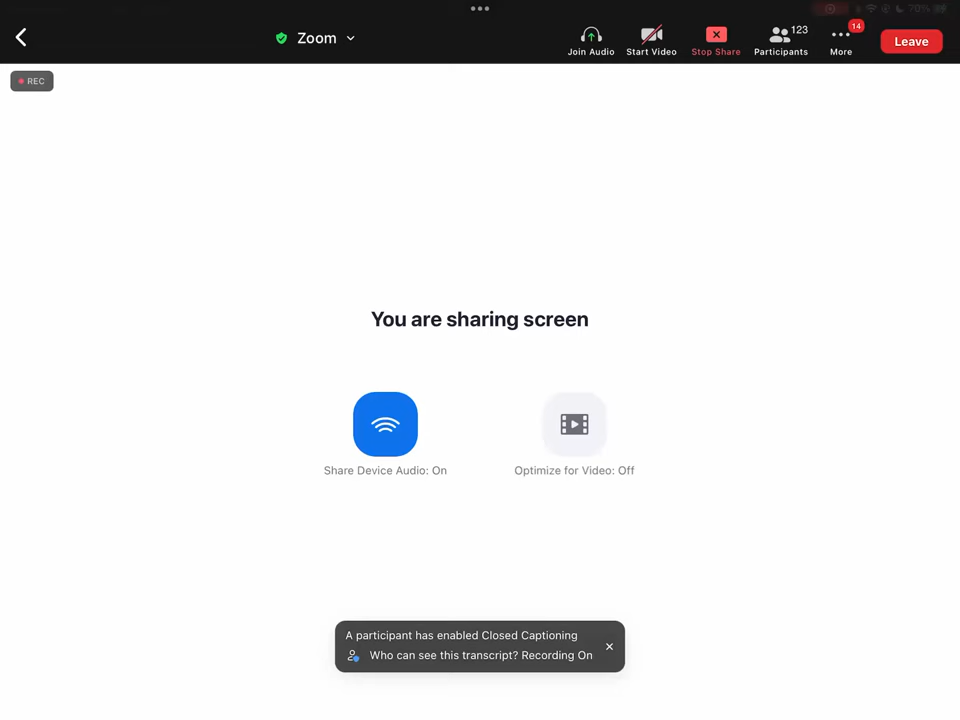 70%
Zoom
Join Audio
Start Video
Stop Share
123
Participants
14
More
Leave
REC
You are sharing screen
Share Device Audio: On
Optimize for Video: Off
A participant has enabled Closed Captioning
Who can see this transcript? Recording On